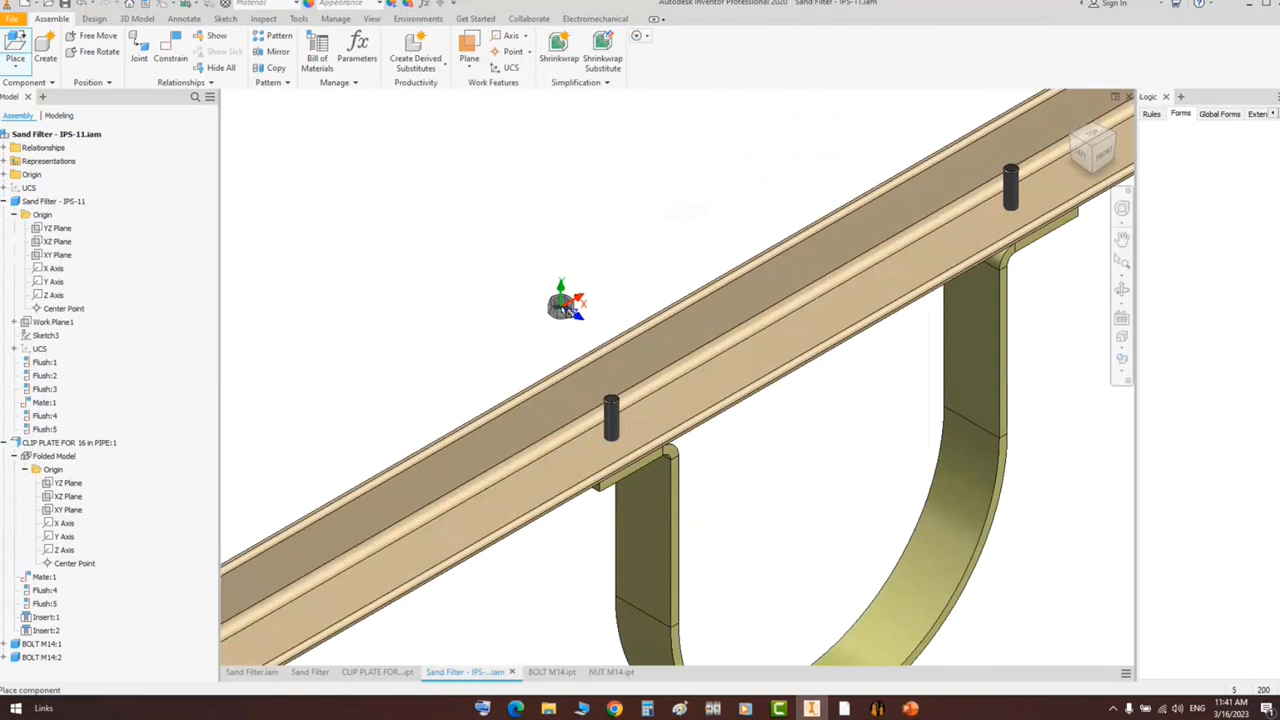 Material
Appearance
Autodesk Inventor Professional 2020
Sand Filter - IPS-11.iam
Sign In
File
Assemble
Design
3D Model
Sketch
Annotate
Inspect
Tools
Manage
View
Environments
Get Started
Collaborate
Electromechanical
Place
Create
Free Move
Free Rotate
Joint
Constrain
Show
Show Sick
Hide All
Pattern
Mirror
Copy
Bill of
Materials
Parameters
Create Derived
Substitutes
Plane
Axis
Point
UCS
Shrinkwrap
Shrinkwrap
Substitute
Component
Position
Relationships
Pattern
Manage
Productivity
Work Features
Simplification
Model
Assembly
Modeling
Sand Filter - IPS-11.iam
Relationships
Representations
Origin
UCS
Sand Filter - IPS-11
Origin
YZ Plane
XZ Plane
XY Plane
X Axis
Y Axis
Z Axis
Center Point
Work Plane1
Sketch3
UCS
Flush:1
Flush:2
Flush:3
Mate:1
Flush:4
Flush:5
CLIP PLATE FOR 16 in PIPE:1
Folded Model
Origin
YZ Plane
XZ Plane
XY Plane
X Axis
Y Axis
Z Axis
Center Point
Mate:1
Flush:4
Flush:5
Insert:1
Insert:2
BOLT M14:1
BOLT M14:2
X
TOP
FRONT
iLogic
Rules
Forms
Global Forms
Exter
Sand Filter.iam
Sand Filter
CLIP PLATE FOR....ipt
Sand Filter - IPS-...iam
BOLT M14.ipt
NUT M14.ipt
Place component
5
200
Links
11:41 AM
3/16/2023